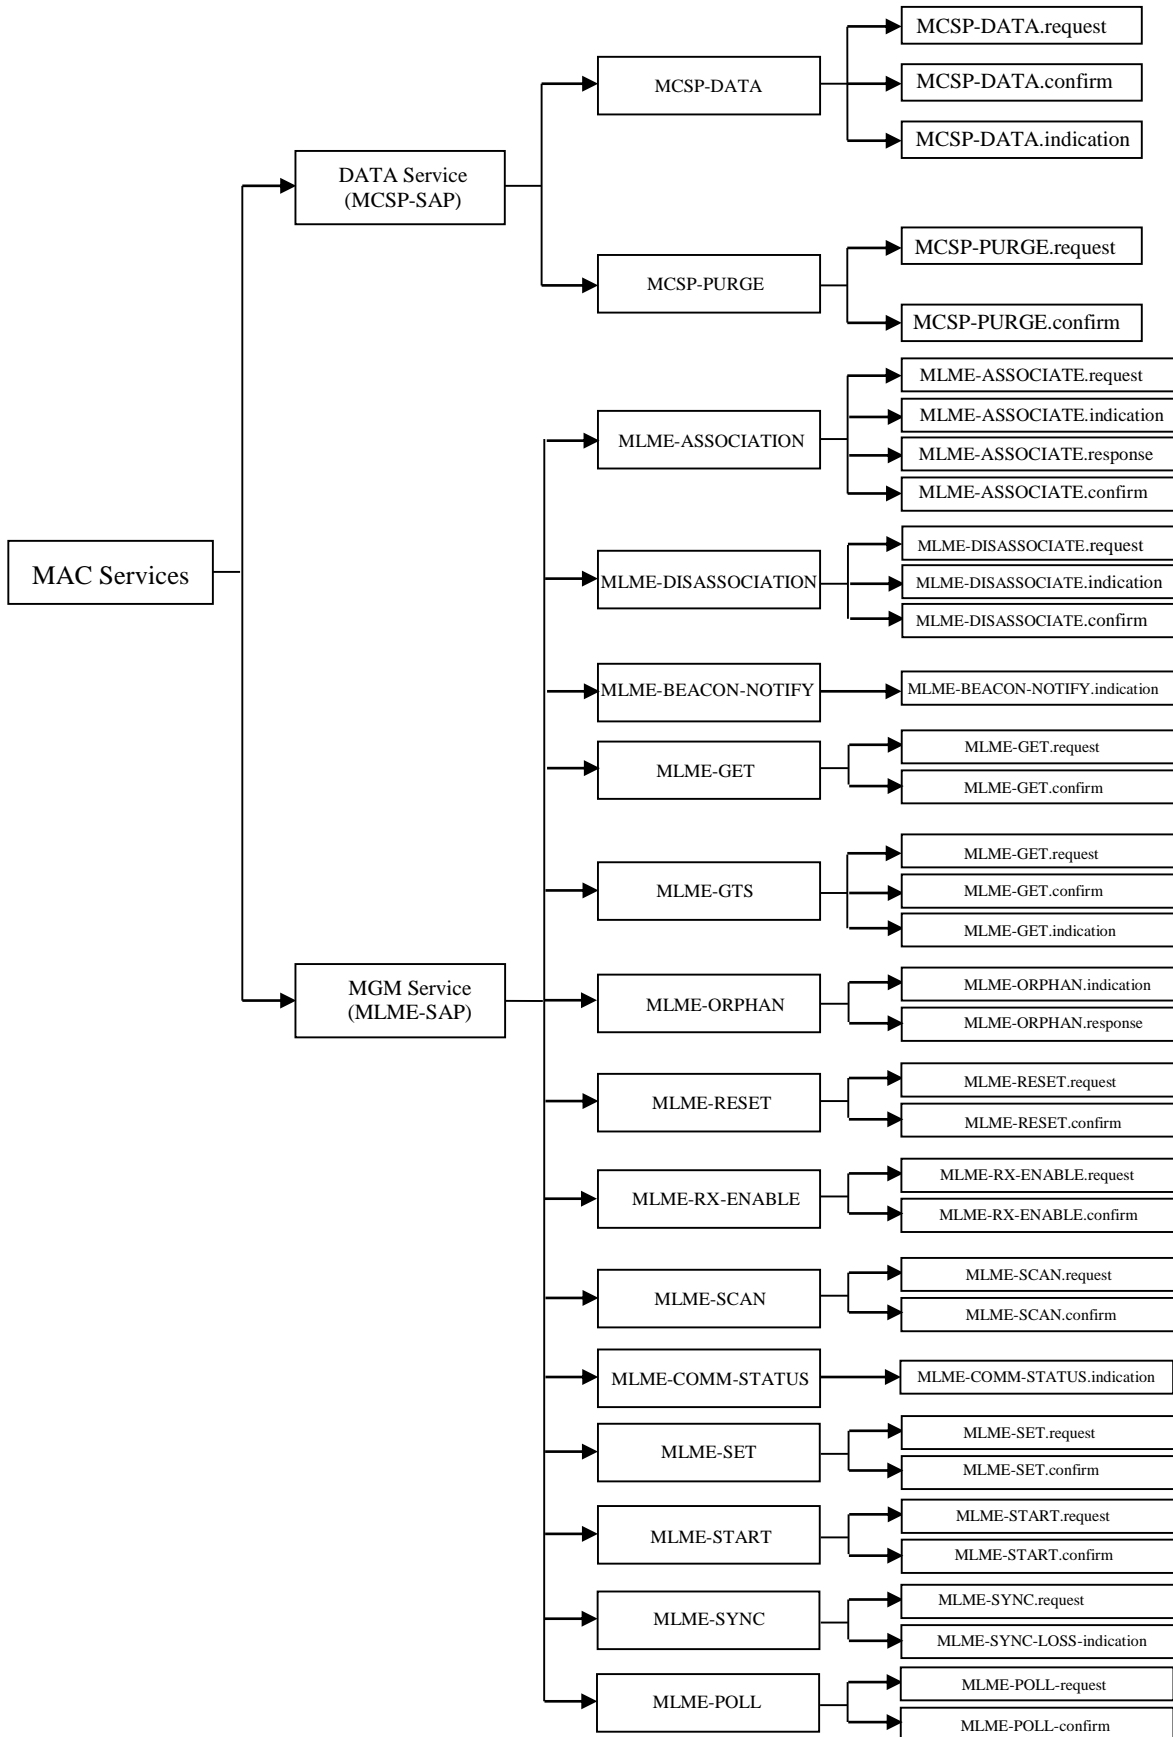 MAC Services
DATA Service
(MCSP-SAP)
MCSP-DATA
MCSP-DATA.request
MCSP-DATA.confirm
MCSP-DATA.indication
MCSP-PURGE
MCSP-PURGE.request
MCSP-PURGE.confirm
MGM Service
(MLME-SAP)
MLME-ASSOCIATION
MLME-ASSOCIATE.request
MLME-ASSOCIATE.indication
MLME-ASSOCIATE.response
MLME-ASSOCIATE.confirm
MLME-DISASSOCIATION
MLME-DISASSOCIATE.request
MLME-DISASSOCIATE.indication
MLME-DISASSOCIATE.confirm
MLME-BEACON-NOTIFY
MLME-BEACON-NOTIFY.indication
MLME-GET
MLME-GET.request
MLME-GET.confirm
MLME-GTS
MLME-GET.request
MLME-GET.confirm
MLME-GET.indication
MLME-ORPHAN
MLME-ORPHAN.indication
MLME-ORPHAN.response
MLME-RESET
MLME-RESET.request
MLME-RESET.confirm
MLME-RX-ENABLE
MLME-RX-ENABLE.request
MLME-RX-ENABLE.confirm
MLME-SCAN
MLME-SCAN.request
MLME-SCAN.confirm
MLME-COMM-STATUS
MLME-COMM-STATUS.indication
MLME-SET
MLME-SET.request
MLME-SET.confirm
MLME-START
MLME-START.request
MLME-START.confirm
MLME-SYNC
MLME-SYNC.request
MLME-SYNC-LOSS-indication
MLME-POLL
MLME-POLL-request
MLME-POLL-confirm